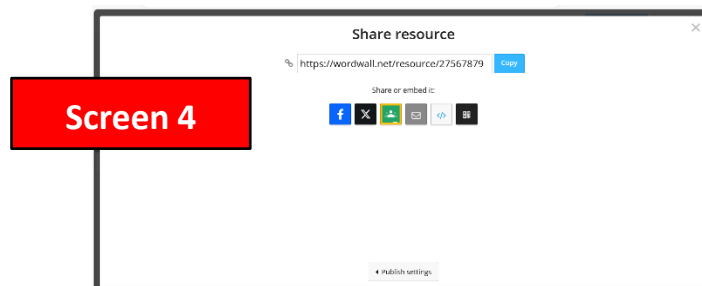 Share resource
https://wordwall.net/resource/27567879 Copy
Share or embed it:
Screen 4
Publish settings